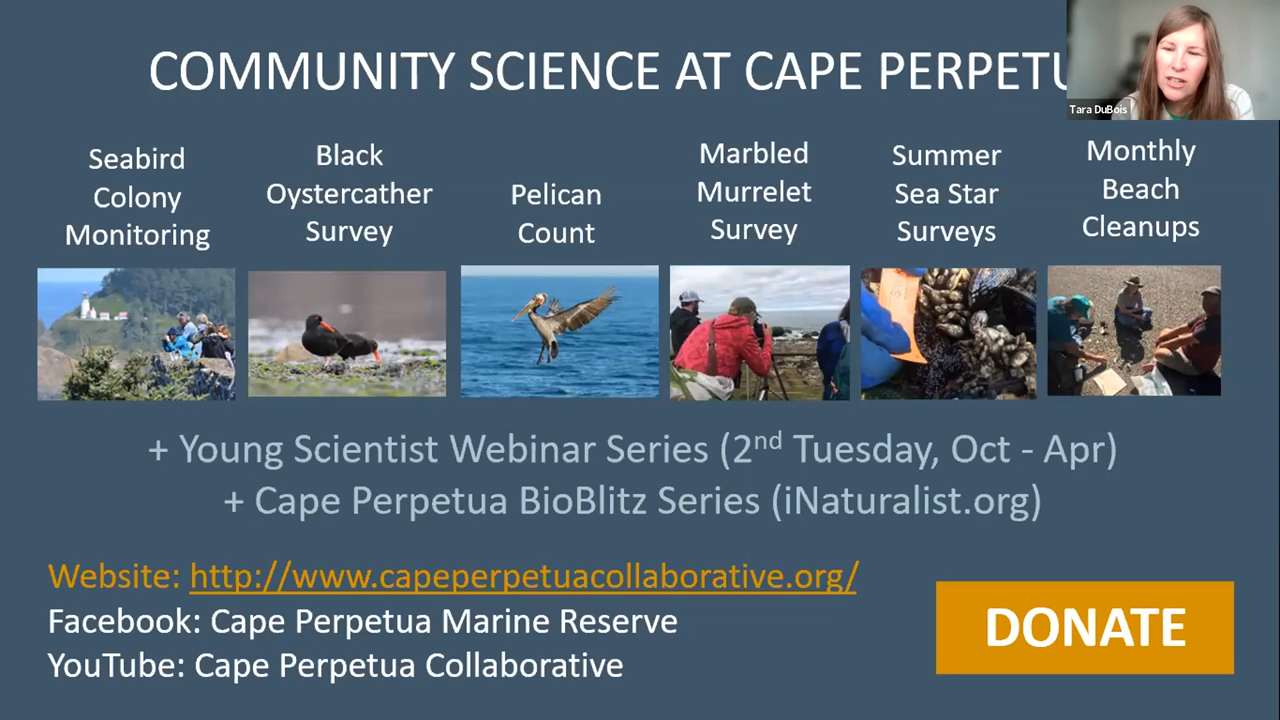 COMMUNITY SCIENCE AT CAPE PERPETU
Tara DuBois
Seabird
Colony
Monitoring
Black
Oystercather
Survey
Pelican
Count
Marbled
Murrelet
Survey
Summer
Sea Star
Surveys
Monthly
Beach
Cleanups
+ Young Scientist Webinar Series (2nd Tuesday, Oct - Apr)
+ Cape Perpetua BioBlitz Series (iNaturalist.org)
Website: http://www.capeperpetuacollaborative.org/
Facebook: Cape Perpetua Marine Reserve
YouTube: Cape Perpetua Collaborative
DONATE